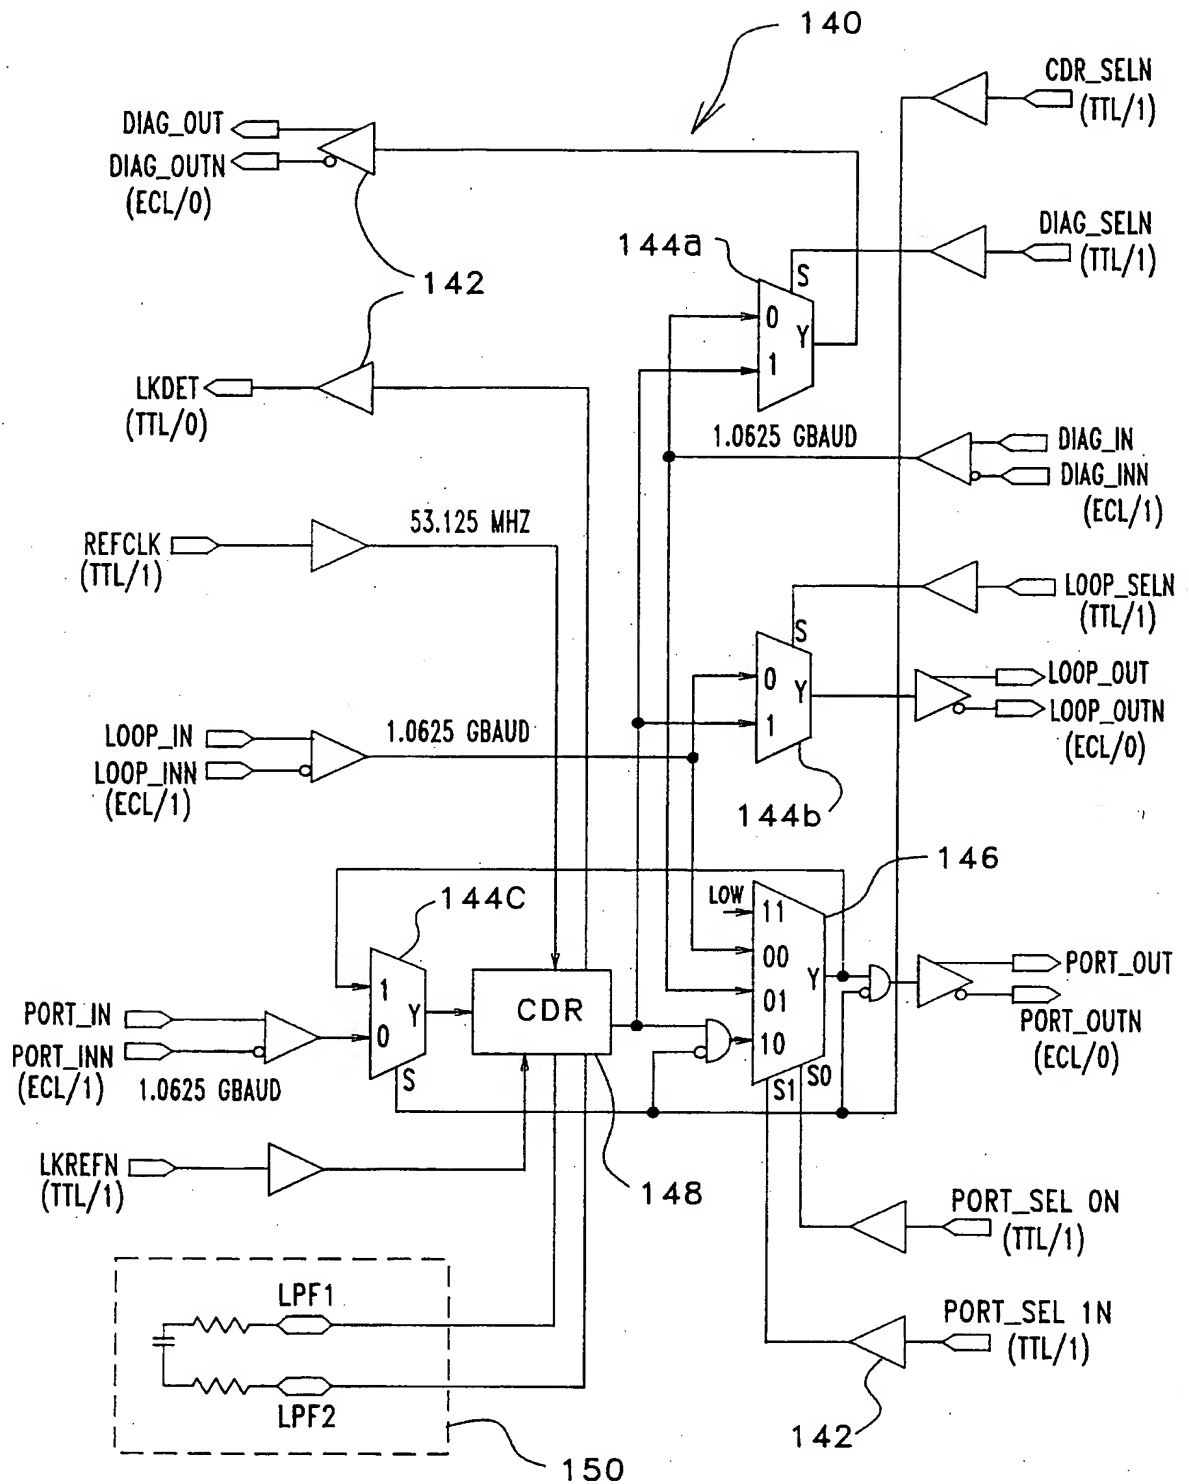 140
CDR_SELN
(TTL/1)
DIAG_OUT
DIAG_OUTN
(ECL/0)
DIAG_SELN
(TTL/1)
144a
142
S
0
Y
1
LKDET
(TTL/0)
1.0625 GBAUD
DIAG_IN
DIAG_INN
(ECL/1)
53.125 MHZ
REFCLK
(TTL/1)
LOOP_SELN
(TTL/1)
S
0
Y
1
LOOP_OUT
LOOP_OUTN
(ECL/0)
LOOP_IN
LOOP_INN
(ECL/1)
1.0625 GBAUD
144b
146
144C
LOW
11
00
Y
01
10
S1
S0
PORT_OUT
PORT_OUTN
(ECL/0)
1
Y
0
S
CDR
PORT_IN
PORT_INN
(ECL/1)
1.0625 GBAUD
LKREFN
(TTL/1)
148
PORT_SEL 0N
(TTL/1)
LPF1
PORT_SEL 1N
(TTL/1)
LPF2
142
150